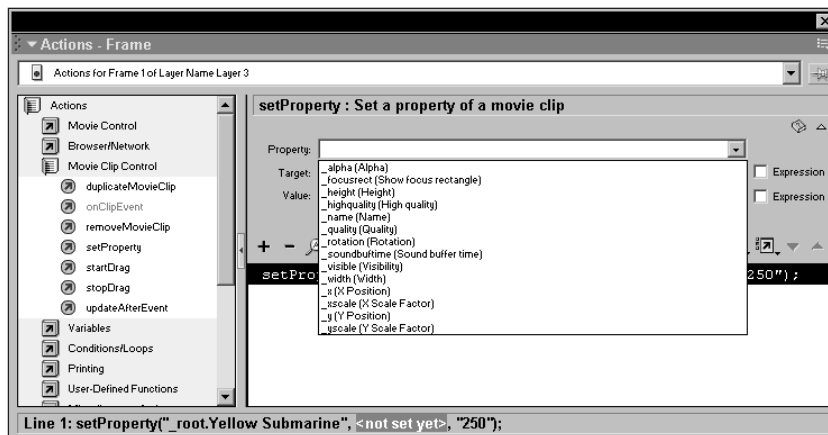 Actions - Frame
Actions for Frame 1 of Layer Name Layer 3
Actions
Movie Control
Browser/Network
Movie Clip Control
duplicateMovieClip
onClipEvent
removeMovieClip
setProperty
startDrag
stopDrag
updateAfterEvent
Variables
Conditions/Loops
Printing
User-Defined Functions
setProperty : Set a property of a movie clip
Property:
Target:
Expression
Value:
Expression
_alpha (Alpha)
_focusrect (Show focus rectangle)
_height (Height)
_highquality (High quality)
_name (Name)
_quality (Quality)
_rotation (Rotation)
_soundbuftime (Sound buffer time)
_visible (Visibility)
_width (Width)
_x (X Position)
_xscale (X Scale Factor)
_y (Y Position)
_yscale (Y Scale Factor)
setPro 250");
Line 1: setProperty("_root.Yellow Submarine", <not set yet>, "250");